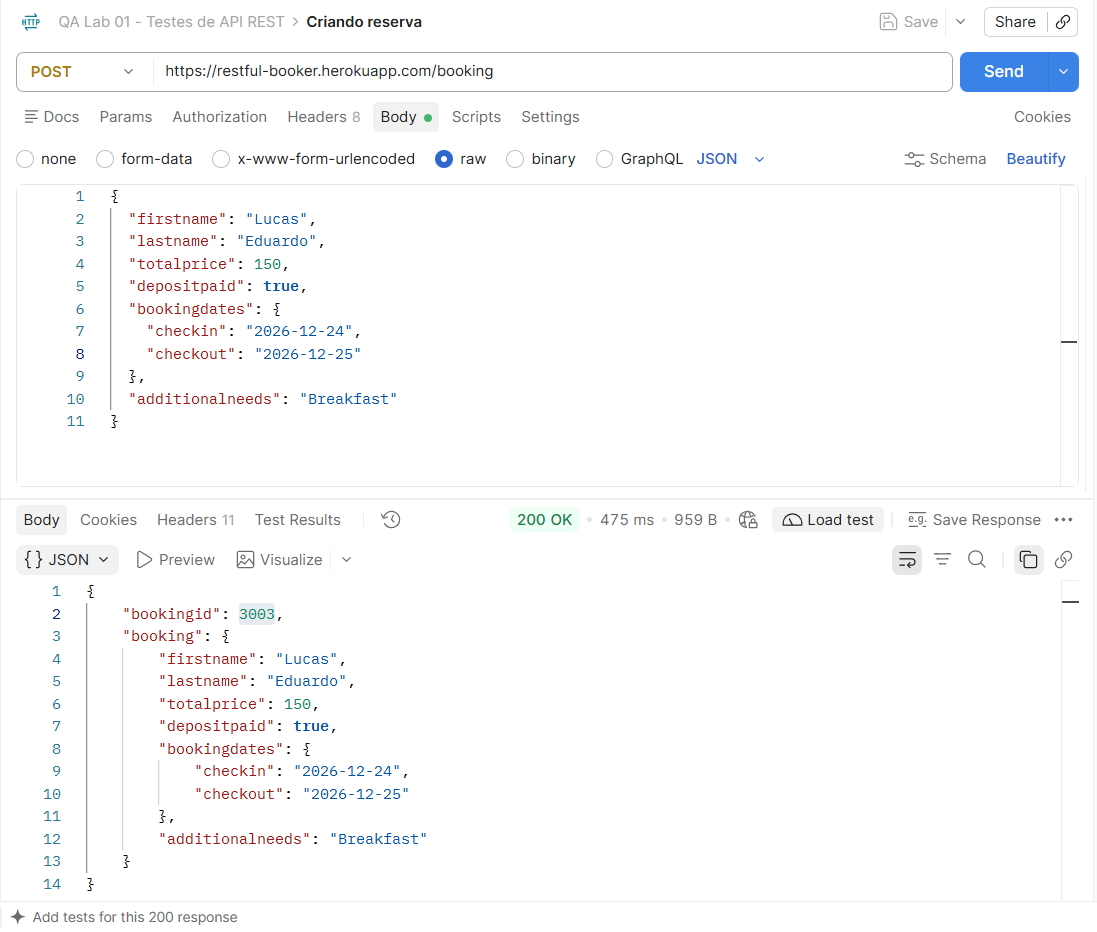 HTTP QA Lab 01 - Testes de API REST > Criando reserva Save Share
POST https://restful-booker.herokuapp.com/booking Send
Docs Params Authorization Headers 8 Body Scripts Settings Cookies
none form-data x-www-form-urlencoded raw binary GraphQL JSON Schema Beautify
1 {
2 "firstname": "Lucas",
3 "lastname": "Eduardo",
4 "totalprice": 150,
5 "depositpaid": true,
6 "bookingdates": {
7 "checkin": "2026-12-24",
8 "checkout": "2026-12-25"
9 },
10 "additionalneeds": "Breakfast"
11 }
Body Cookies Headers 11 Test Results 200 OK • 475 ms • 959 B • Load test e.g. Save Response •••
{} JSON Preview Visualize
1 {
2 "bookingid": 3003,
3 "booking": {
4 "firstname": "Lucas",
5 "lastname": "Eduardo",
6 "totalprice": 150,
7 "depositpaid": true,
8 "bookingdates": {
9 "checkin": "2026-12-24",
10 "checkout": "2026-12-25"
11 },
12 "additionalneeds": "Breakfast"
13 }
14 }
Add tests for this 200 response